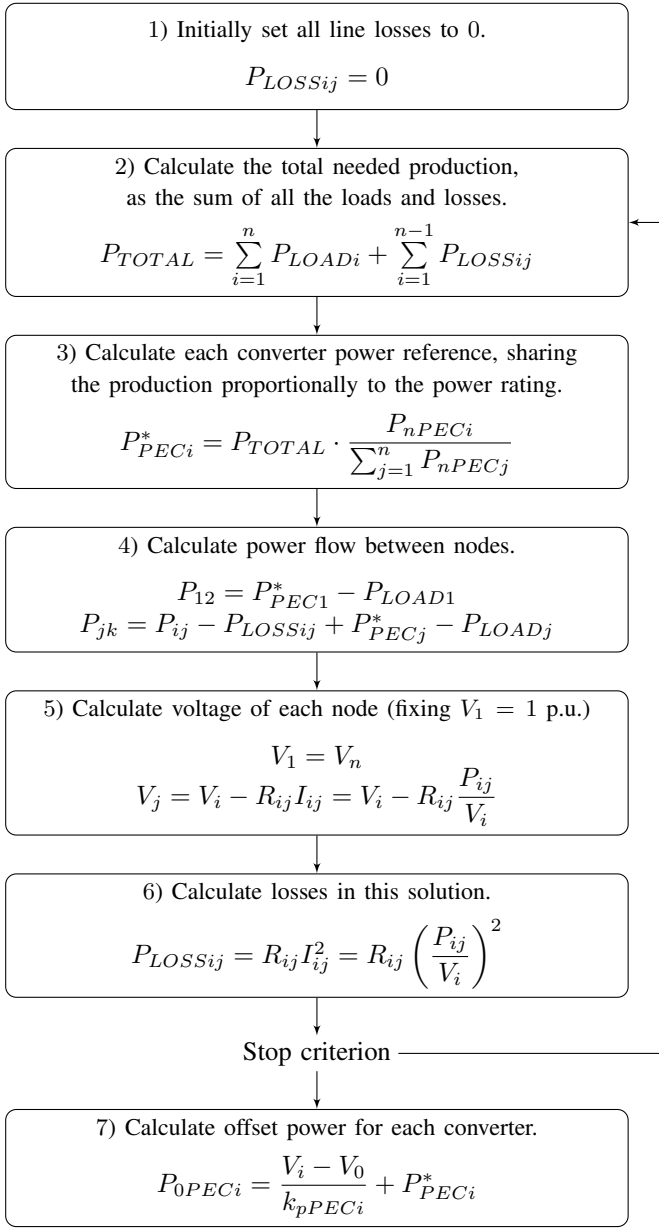 1) Initially set all line losses to 0.
P_{LOSSij} = 0
2) Calculate the total needed production,
as the sum of all the loads and losses.
P_{TOTAL} = \sum_{i=1}^{n} P_{LOADi} + \sum_{i=1}^{n-1} P_{LOSSij}
3) Calculate each converter power reference, sharing
the production proportionally to the power rating.
P^*_{PECi} = P_{TOTAL} \cdot \frac{P_{nPECi}}{\sum_{j=1}^{n} P_{nPECj}}
4) Calculate power flow between nodes.
P_{12} = P^*_{PEC1} - P_{LOAD1}
P_{jk} = P_{ij} - P_{LOSSij} + P^*_{PECj} - P_{LOADj}
5) Calculate voltage of each node (fixing V_1 = 1 p.u.)
V_1 = V_n
V_j = V_i - R_{ij} I_{ij} = V_i - R_{ij} \frac{P_{ij}}{V_i}
6) Calculate losses in this solution.
P_{LOSSij} = R_{ij} I_{ij}^2 = R_{ij} \left( \frac{P_{ij}}{V_i} \right)^2
Stop criterion
7) Calculate offset power for each converter.
P_{0PECi} = \frac{V_i - V_0}{k_{pPECi}} + P^*_{PECi}